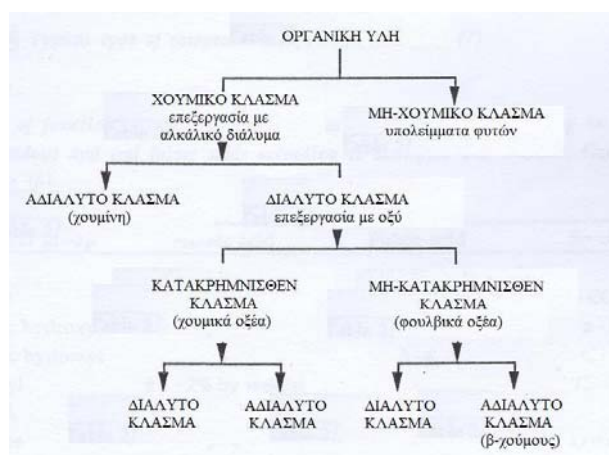 ΟΡΓΑΝΙΚΗ ΥΛΗ
ΧΟΥΜΙΚΟ ΚΛΑΣΜΑ
επεξεργασία με
αλκάλικό διάλυμα
ΜΗ-ΧΟΥΜΙΚΟ ΚΛΑΣΜΑ
υπολείμματα φυτών
ΑΔΙΑΛΥΤΟ ΚΛΑΣΜΑ
(χουμίνη)
ΔΙΑΛΥΤΟ ΚΛΑΣΜΑ
επεξεργασία με οξύ
ΚΑΤΑΚΡΗΜΝΙΣΘΕΝ
ΚΛΑΣΜΑ
(χουμικά οξέα)
ΜΗ-ΚΑΤΑΚΡΗΜΝΙΣΘΕΝ
ΚΛΑΣΜΑ
(φουλβικά οξέα)
ΔΙΑΛΥΤΟ
ΚΛΑΣΜΑ
ΑΔΙΑΛΥΤΟ
ΚΛΑΣΜΑ
ΔΙΑΛΥΤΟ
ΚΛΑΣΜΑ
ΑΔΙΑΛΥΤΟ
ΚΛΑΣΜΑ
(β-χούμους)